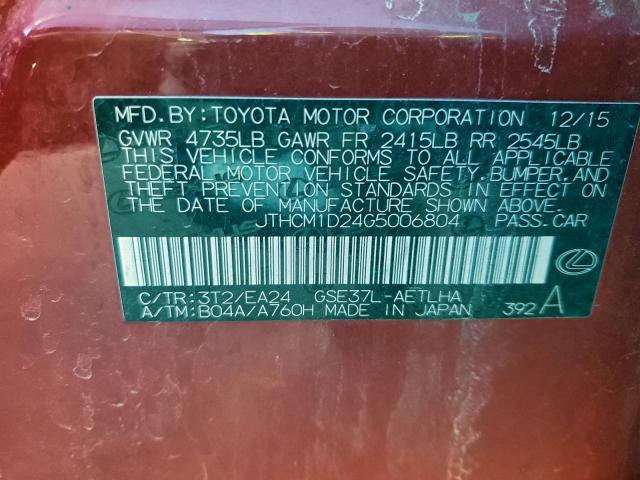 MFD. BY: TOYOTA MOTOR CORPORATION 12/15
GVWR 4735LB GAWR FR 2415LB RR 2545LB
THIS VEHICLE CONFORMS TO ALL APPLICABLE
FEDERAL MOTOR VEHICLE SAFETY, BUMPER, AND
THEFT PREVENTION STANDARDS IN EFFECT ON
THE DATE OF MANUFACTURE SHOWN ABOVE.
JTHCM1D24G5006804 PASS. CAR
C/TR: 3T2/EA24 GSE37L-AETLHA
A/TM: B04A/A760H MADE IN JAPAN 392 A